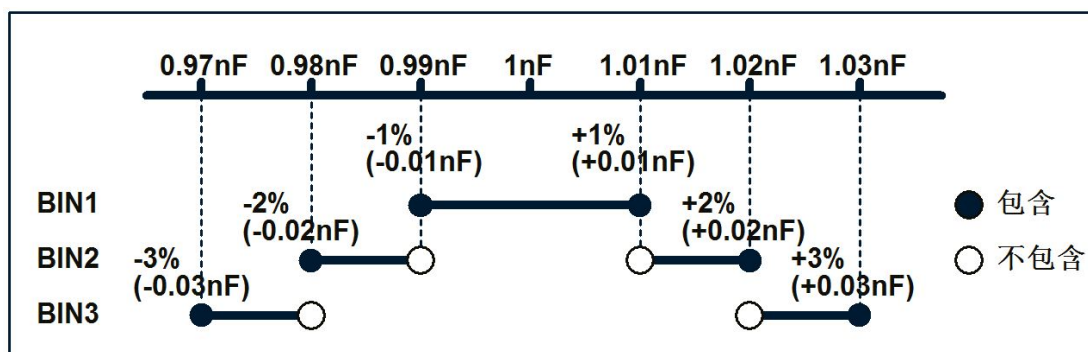 0.97nF 0.98nF 0.99nF 1nF 1.01nF 1.02nF 1.03nF
-1% +1%
(-0.01nF) (+0.01nF)
BIN1 -2% +2% 包含
(-0.02nF) (+0.02nF)
BIN2 -3% +3% 不包含
(-0.03nF) (+0.03nF)
BIN3